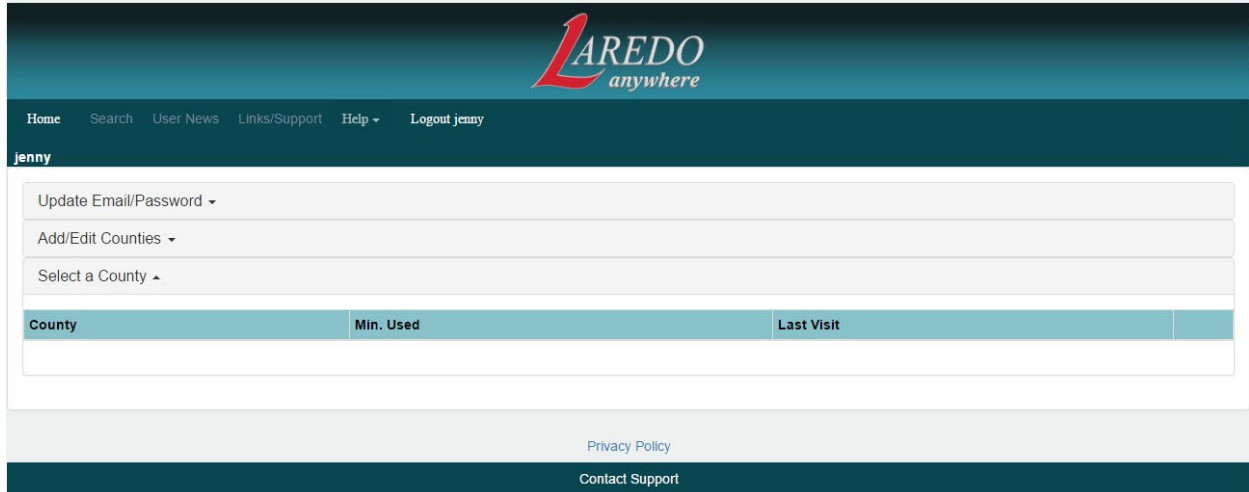 LAREDO
anywhere
Home Search User News Links/Support Help Logout jenny
jenny
Update Email/Password
Add/Edit Counties
Select a County
County Min. Used Last Visit
Privacy Policy
Contact Support